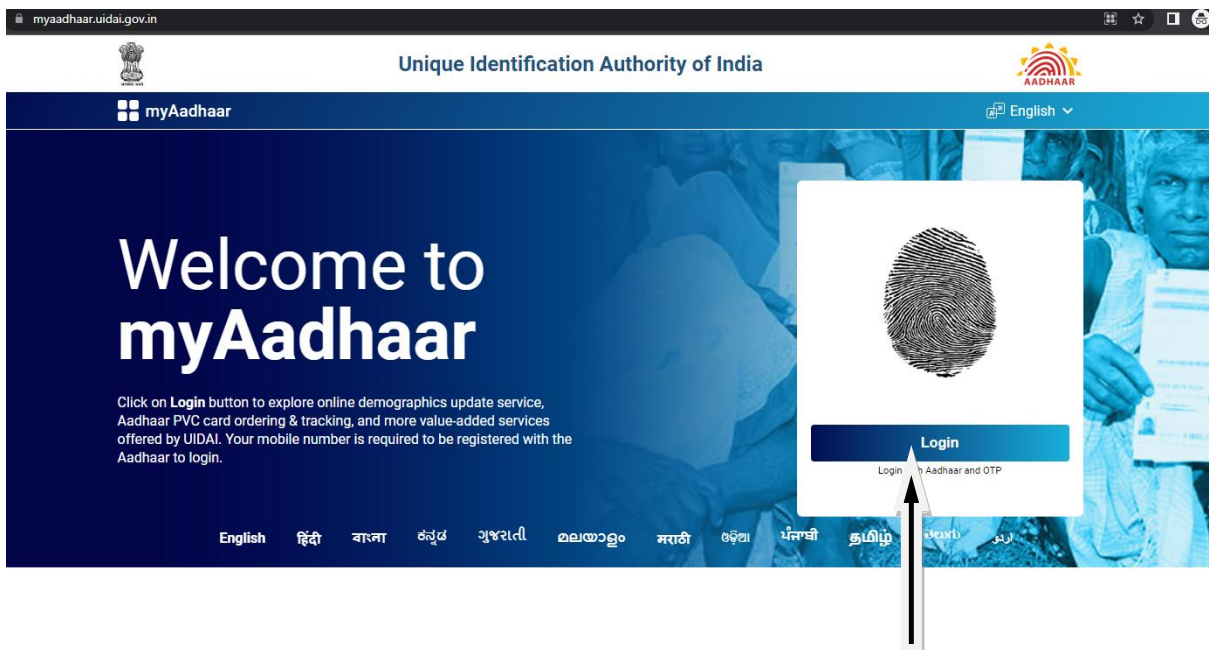 myaadhaar.uidai.gov.in
Unique Identification Authority of India
AADHAAR
myAadhaar
English
Welcome to
myAadhaar
Click on Login button to explore online demographics update service,
Aadhaar PVC card ordering & tracking, and more value-added services
offered by UIDAI. Your mobile number is required to be registered with the
Aadhaar to login.
Login
Login Aadhaar and OTP
English हिंदी বাংলা ಕನ್ನಡ ગુજરાતી മലയാളം मराठी ଓଡ଼ିଆ ਪੰਜਾਬੀ தமிழ் తెలుగు اردو